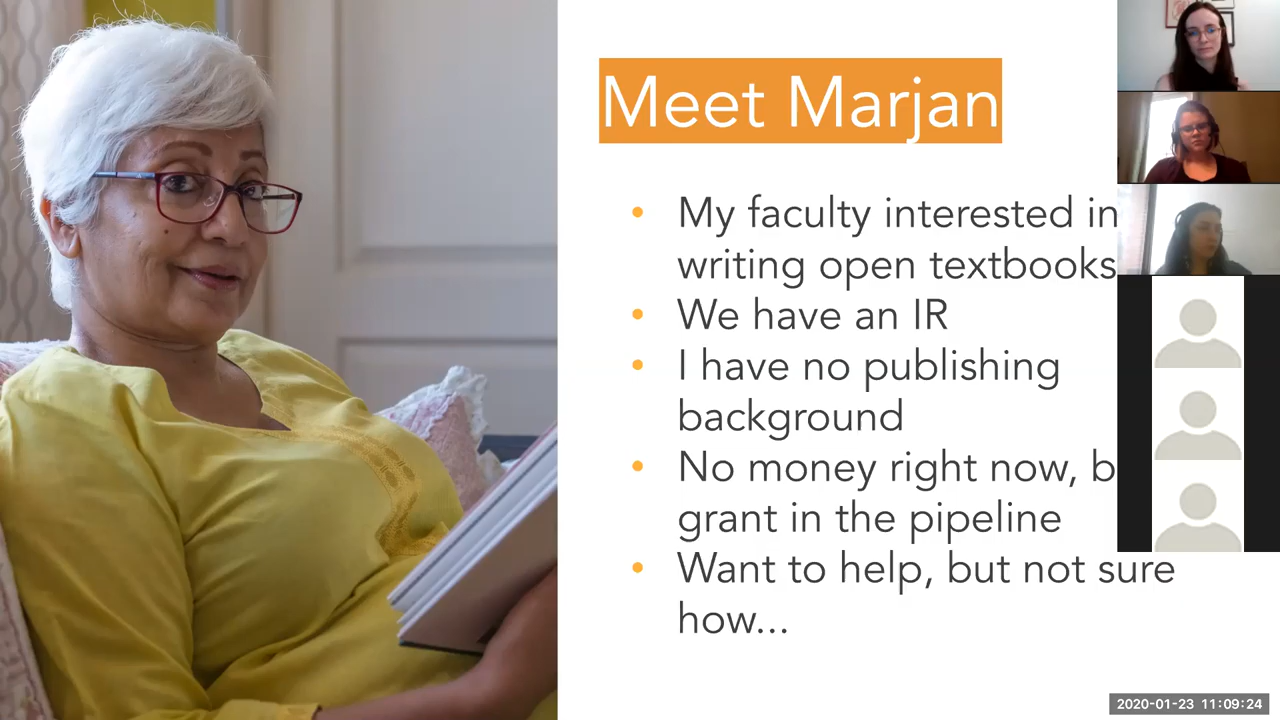 Meet Marjan
• My faculty interested in
writing open textbooks
• We have an IR
• I have no publishing
background
• No money right now,
grant in the pipeline
• Want to help, but not sure
how...
2020-01-23 11:09:24